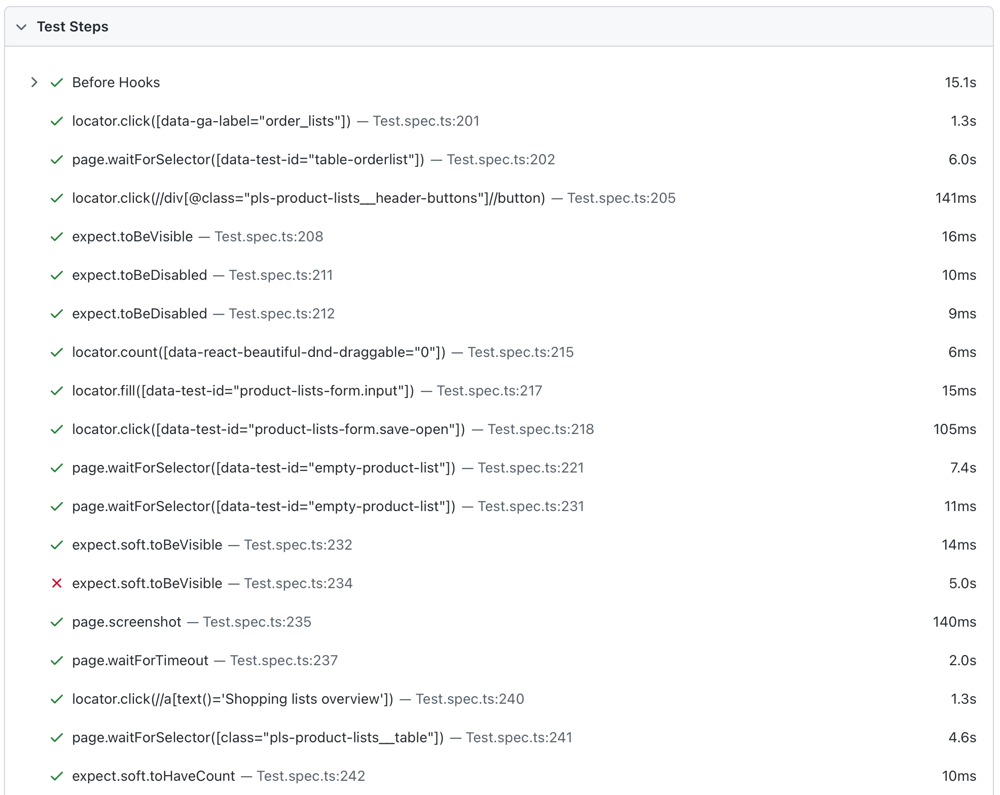 Test Steps
Before Hooks 15.1s
locator.click([data-ga-label="order_lists"]) — Test.spec.ts:201 1.3s
page.waitForSelector([data-test-id="table-orderlist"]) — Test.spec.ts:202 6.0s
locator.click(//div[@class="pls-product-lists__header-buttons"]//button) — Test.spec.ts:205 141ms
expect.toBeVisible — Test.spec.ts:208 16ms
expect.toBeDisabled — Test.spec.ts:211 10ms
expect.toBeDisabled — Test.spec.ts:212 9ms
locator.count([data-react-beautiful-dnd-draggable="0"]) — Test.spec.ts:215 6ms
locator.fill([data-test-id="product-lists-form.input"]) — Test.spec.ts:217 15ms
locator.click([data-test-id="product-lists-form.save-open"]) — Test.spec.ts:218 105ms
page.waitForSelector([data-test-id="empty-product-list"]) — Test.spec.ts:221 7.4s
page.waitForSelector([data-test-id="empty-product-list"]) — Test.spec.ts:231 11ms
expect.soft.toBeVisible — Test.spec.ts:232 14ms
expect.soft.toBeVisible — Test.spec.ts:234 5.0s
page.screenshot — Test.spec.ts:235 140ms
page.waitForTimeout — Test.spec.ts:237 2.0s
locator.click(//a[text()='Shopping lists overview']) — Test.spec.ts:240 1.3s
page.waitForSelector([class="pls-product-lists__table"]) — Test.spec.ts:241 4.6s
expect.soft.toHaveCount — Test.spec.ts:242 10ms